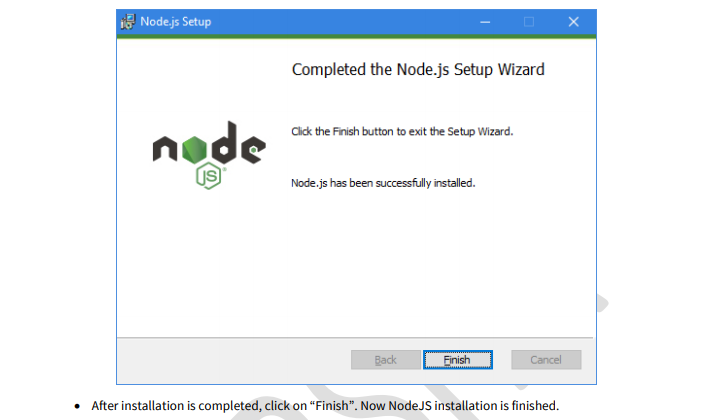 Node.js Setup
Completed the Node.js Setup Wizard
Click the Finish button to exit the Setup Wizard.
node
JS
Node.js has been successfully installed.
Back Finish Cancel
• After installation is completed, click on “Finish”. Now NodeJS installation is finished.